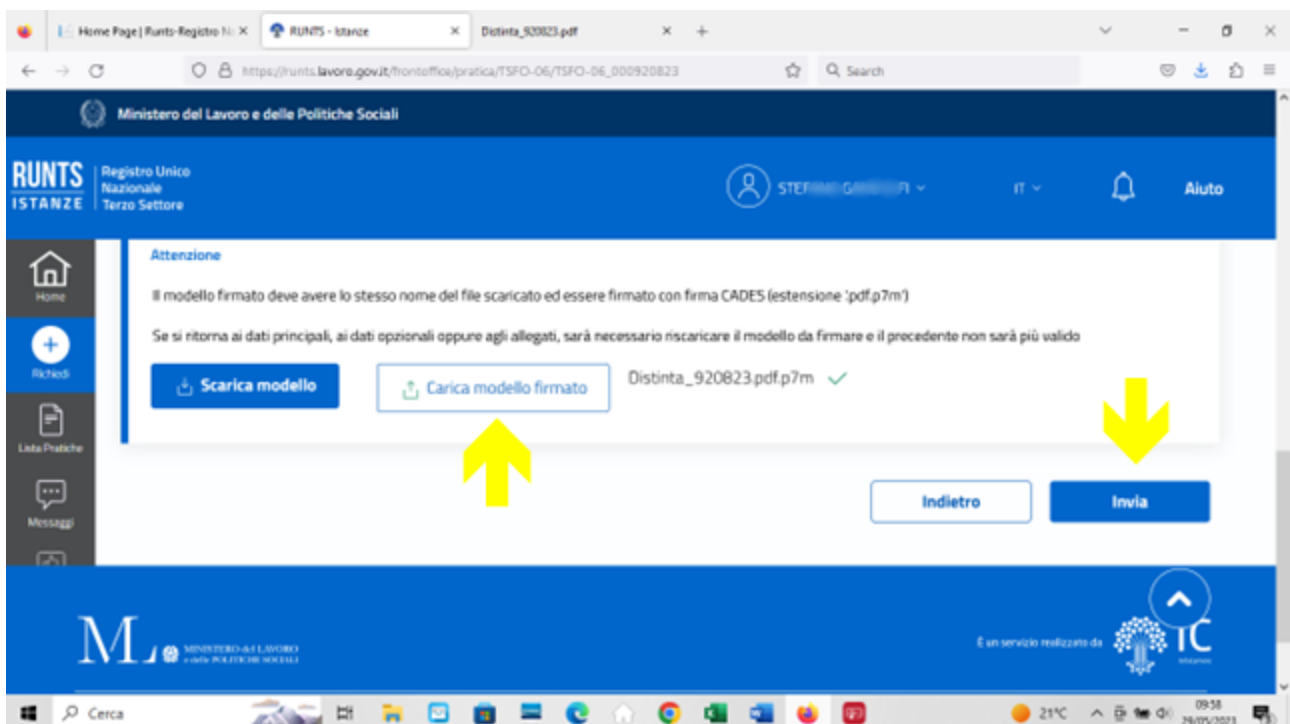 Home Page | Runts-Registro N
RUNTS - Istanze
Distinta_920823.pdf
https://runts.lavoro.gov.it/frontoffice/pratica/TSFO-06/TSFO-06_000920823
Search
Ministero del Lavoro e delle Politiche Sociali
RUNTS
ISTANZE
Registro Unico
Nazionale
Terzo Settore
IT
Aiuto
Home
Richiedi
Lista Pratiche
Messaggi
Attenzione
Il modello firmato deve avere lo stesso nome del file scaricato ed essere firmato con firma CADES (estensione '.pdf.p7m')
Se si ritorna ai dati principali, ai dati opzionali oppure agli allegati, sarà necessario riscaricare il modello da firmare e il precedente non sarà più valido
Scarica modello
Carica modello firmato
Distinta_920823.pdf.p7m
Indietro
Invia
MINISTERO del LAVORO
e delle POLITICHE SOCIALI
È un servizio realizzato da
IC
Cerca
21°C
09:58
29/05/2023